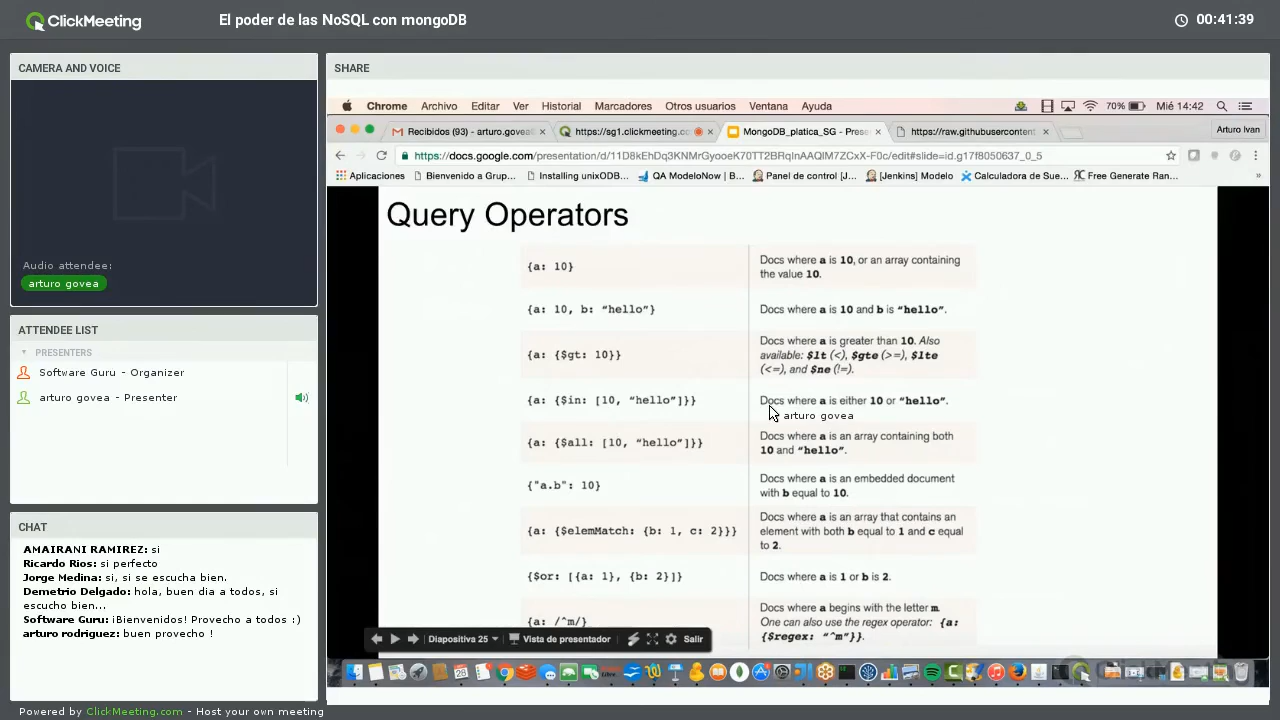 ClickMeeting
El poder de las NoSQL con mongoDB
00:41:39
CAMERA AND VOICE
Audio attendee:
arturo govea
ATTENDEE LIST
PRESENTERS
Software Guru - Organizer
arturo govea - Presenter
CHAT
AMAIRANI RAMIREZ: si
Ricardo Rios: si perfecto
Jorge Medina: si, si se escucha bien.
Demetrio Delgado: hola, buen dia a todos, si
escucho bien...
Software Guru: ¡Bienvenidos! Provecho a todos :)
arturo rodriguez: buen provecho !
SHARE
Chrome Archivo Editar Ver Historial Marcadores Otros usuarios Ventana Ayuda 70% Mié 14:42
Recibidos (93) - arturo.govea https://sg1.clickmeeting.co MongoDB_platica_SG - Prese https://raw.githubusercontent Arturo Ivan
https://docs.google.com/presentation/d/11D8kEhDq3KNMrGyooeK70TT2BRqInAAQIM7ZCxX-F0c/edit#slide=id.g17f8050637_0_5
Aplicaciones Bienvenido a Grup... Installing unixODB... QA ModeloNow | B... Panel de control [J... [Jenkins] Modelo Calculadora de Sue... Free Generate Ran... »
Query Operators
{a: 10} Docs where a is 10, or an array containing
the value 10.
{a: 10, b: “hello”} Docs where a is 10 and b is “hello”.
{a: {$gt: 10}} Docs where a is greater than 10. Also
available: $lt (<), $gte (>=), $lte
(<=), and $ne (!=).
{a: {$in: [10, “hello”]}} Docs where a is either 10 or “hello”.
arturo govea
{a: {$all: [10, “hello”]}} Docs where a is an array containing both
10 and “hello”.
{"a.b": 10} Docs where a is an embedded document
with b equal to 10.
{a: {$elemMatch: {b: 1, c: 2}}} Docs where a is an array that contains an
element with both b equal to 1 and c equal
to 2.
{$or: [{a: 1}, {b: 2}]} Docs where a is 1 or b is 2.
{a: /^m/} Docs where a begins with the letter m.
One can also use the regex operator: {a:
{$regex: “^m”}}.
Diapositiva 25 Vista de presentador Salir
Powered by ClickMeeting.com - Host your own meeting